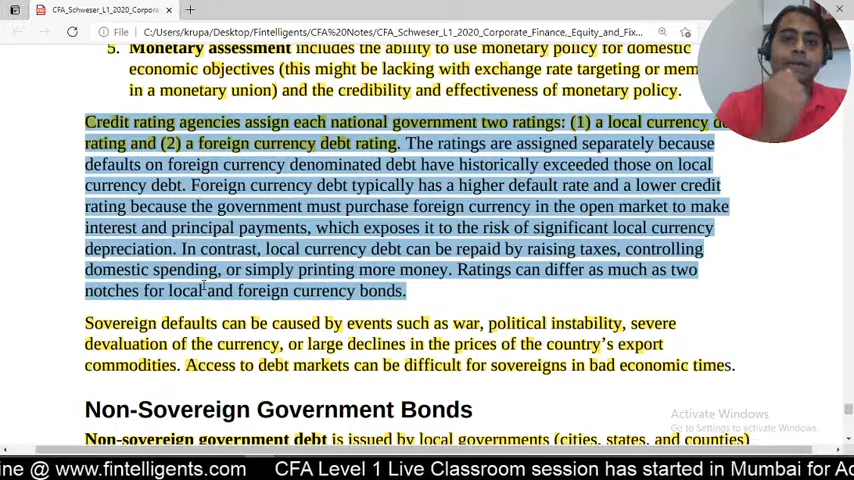 CFA_Schweser_L1_2020_Corpora
File
C:/Users/krupa/Desktop/Fintelligents/CFA%20Notes/CFA_Schweser_L1_2020_Corporate_Finance,_Equity_and_Fix...
5. Monetary assessment includes the ability to use monetary policy for domestic
economic objectives (this might be lacking with exchange rate targeting or mem
in a monetary union) and the credibility and effectiveness of monetary policy.
Credit rating agencies assign each national government two ratings: (1) a local currency de
rating and (2) a foreign currency debt rating. The ratings are assigned separately because
defaults on foreign currency denominated debt have historically exceeded those on local
currency debt. Foreign currency debt typically has a higher default rate and a lower credit
rating because the government must purchase foreign currency in the open market to make
interest and principal payments, which exposes it to the risk of significant local currency
depreciation. In contrast, local currency debt can be repaid by raising taxes, controlling
domestic spending, or simply printing more money. Ratings can differ as much as two
notches for local and foreign currency bonds.
Sovereign defaults can be caused by events such as war, political instability, severe
devaluation of the currency, or large declines in the prices of the country's export
commodities. Access to debt markets can be difficult for sovereigns in bad economic times.
Non-Sovereign Government Bonds
Activate Windows
Go to Settings to activate Windows.
Non-sovereign government debt is issued by local governments (cities, states, and counties)
ine @ www.fintelligents.com CFA Level 1 Live Classroom session has started in Mumbai for Ac